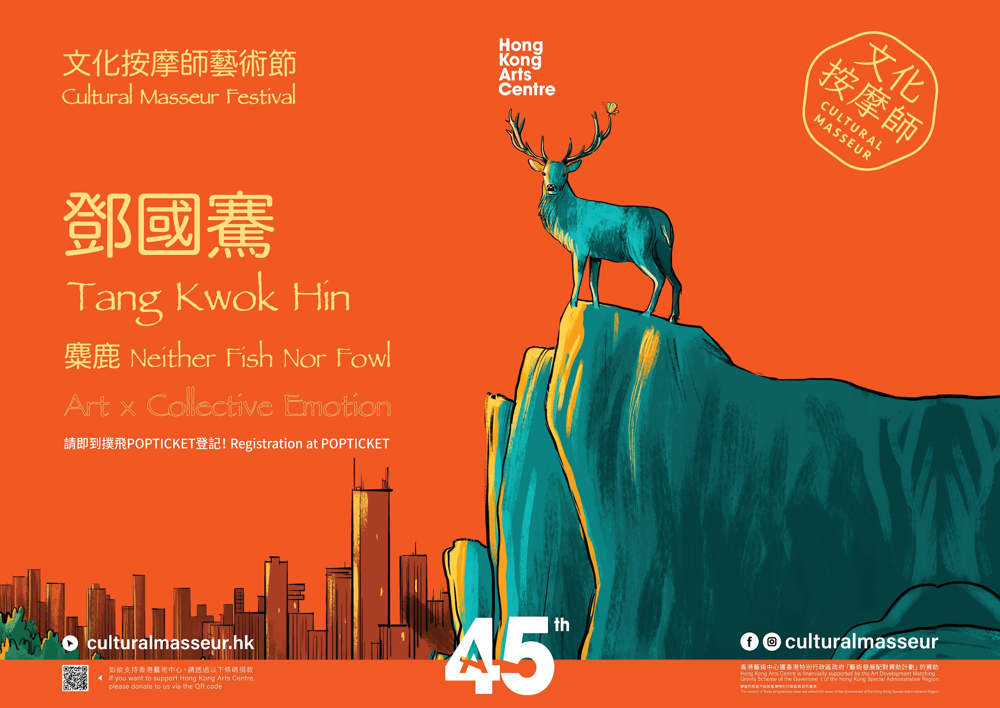 文化按摩師藝術節
Cultural Masseur Festival
Hong
Kong
Arts
Centre
文化
按摩師
CULTURAL
MASSEUR
鄧國騫
Tang Kwok Hin
麋鹿 Neither Fish Nor Fowl
Art x Collective Emotion
請即到撲飛POPTICKET登記! Registration at POPTICKET
culturalmasseur.hk
45th
culturalmasseur
如欲支持香港藝術中心,請透過以下條碼捐款
If you want to support Hong Kong Arts Centre,
please donate to us via the QR code
香港藝術中心獲香港特別行政區政府「藝術發展配對資助計劃」的資助
Hong Kong Arts Centre is financially supported by the Art Development Matching
Grants Scheme of the Governme t of the Hong Kong Special Administrative Region
節目內容並不反映香港特別行政區政府的意見
The content of these programmes does not reflect the views of the Government of the Hong Kong Special Administrative Region